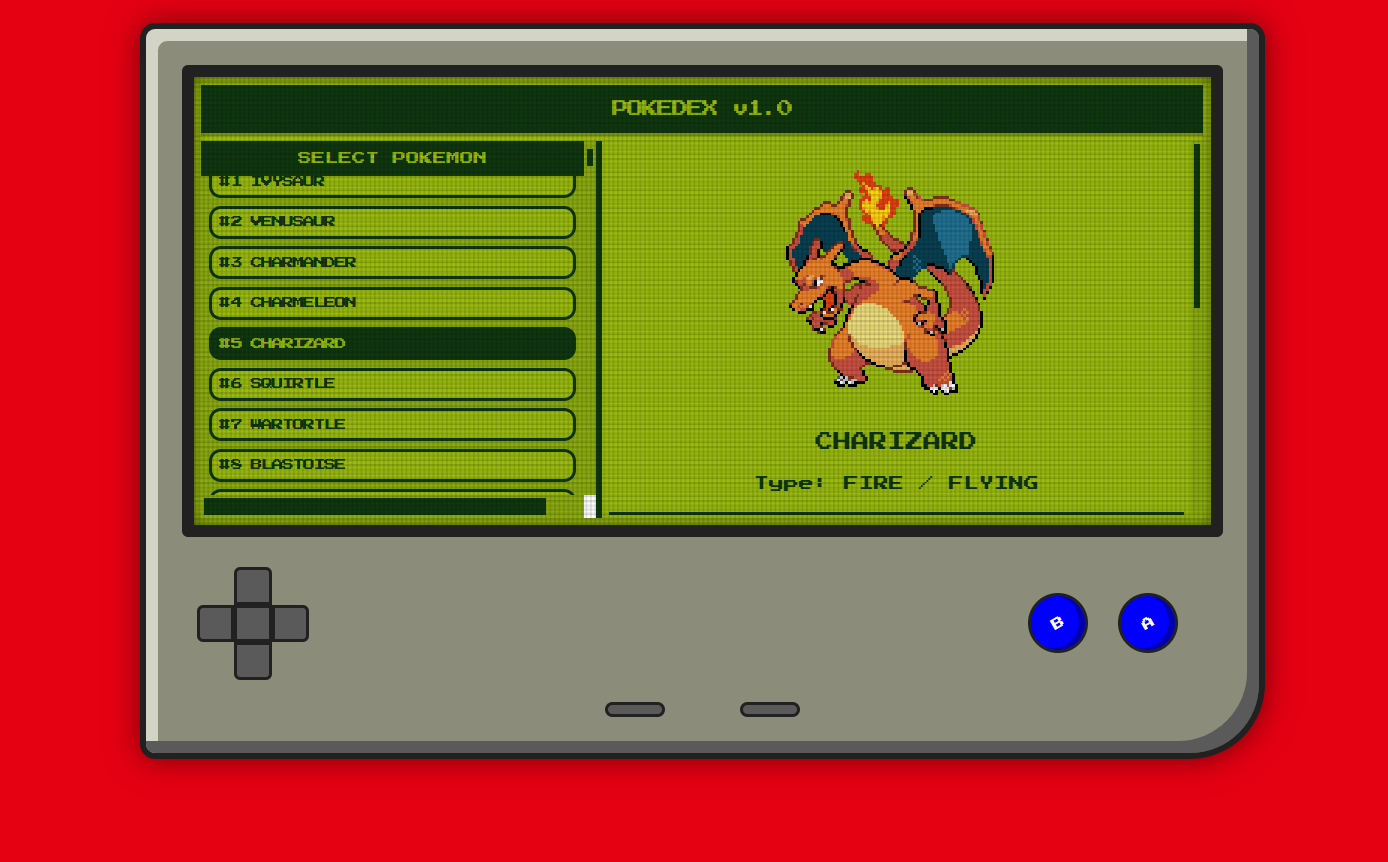 POKEDEX v1.0
SELECT POKEMON
#1 IVYSAUR
#2 VENUSAUR
#3 CHARMANDER
#4 CHARMELEON
#5 CHARIZARD
#6 SQUIRTLE
#7 WARTORTLE
#8 BLASTOISE
CHARIZARD
Type: FIRE / FLYING
B A